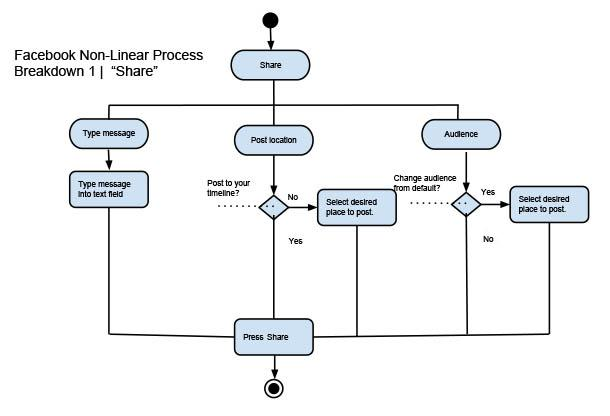 Facebook Non-Linear Process
Breakdown 1 | “Share”
Share
Type message
Post location
Audience
Type message
into text field
Post to your
timeline?
No
Select desired
place to post.
Yes
Change audience
from default?
Yes
Select desired
place to post.
No
Press Share